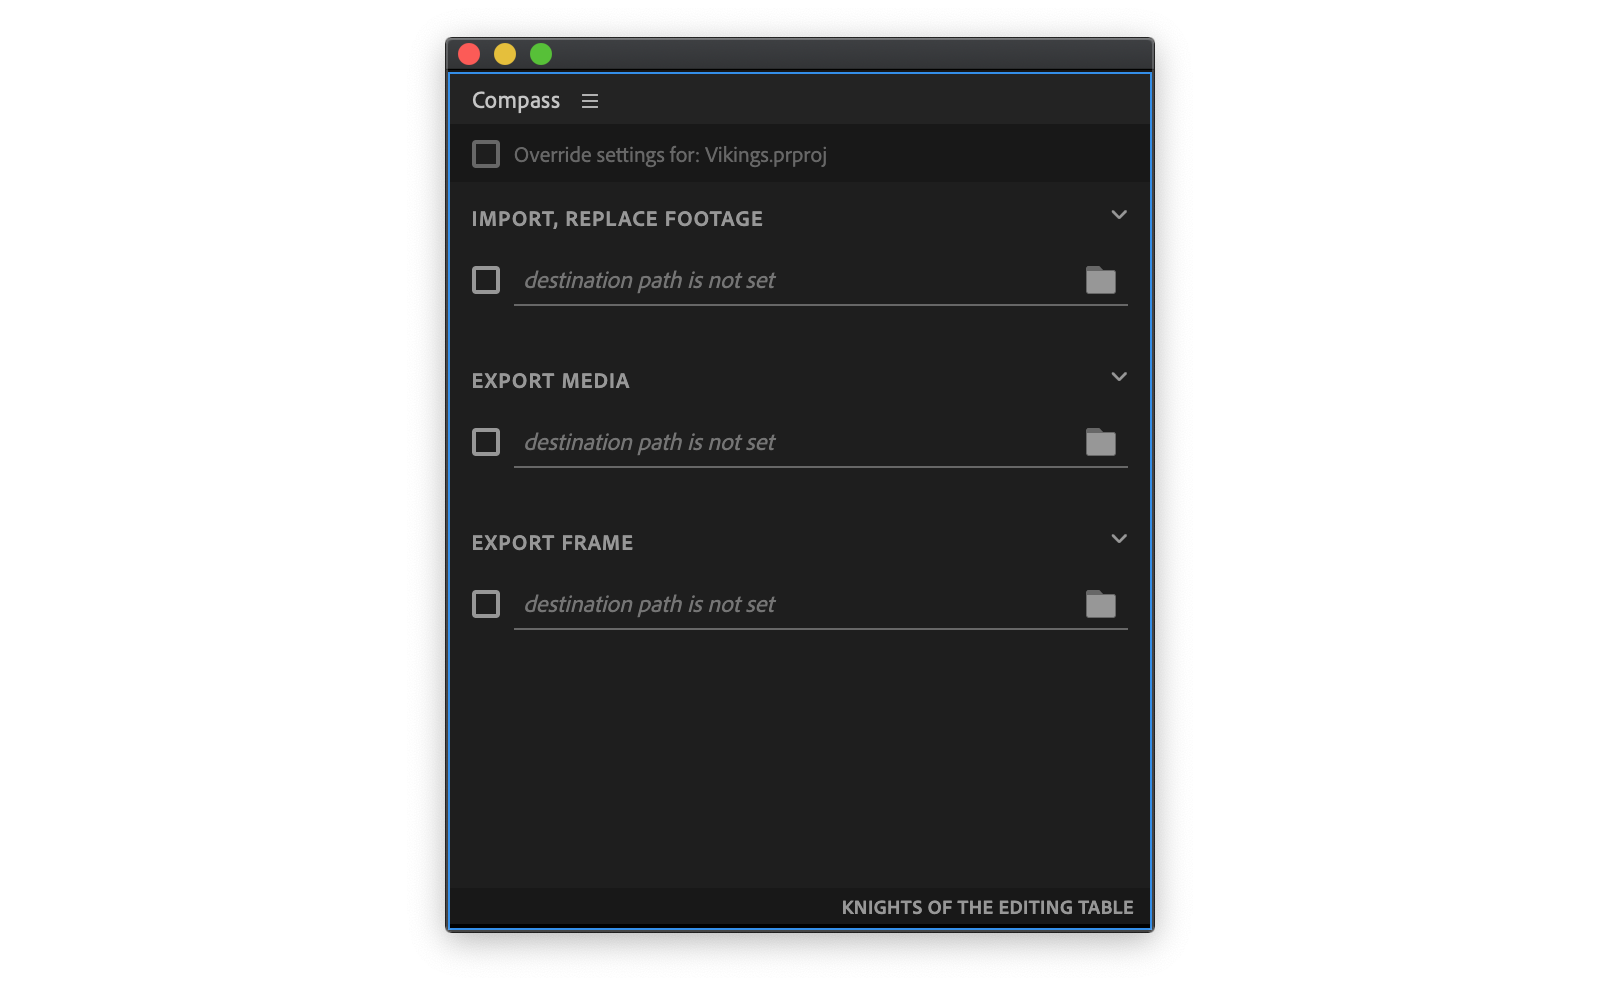 Compass
Override settings for: Vikings.prproj
IMPORT, REPLACE FOOTAGE
destination path is not set
EXPORT MEDIA
destination path is not set
EXPORT FRAME
destination path is not set
KNIGHTS OF THE EDITING TABLE